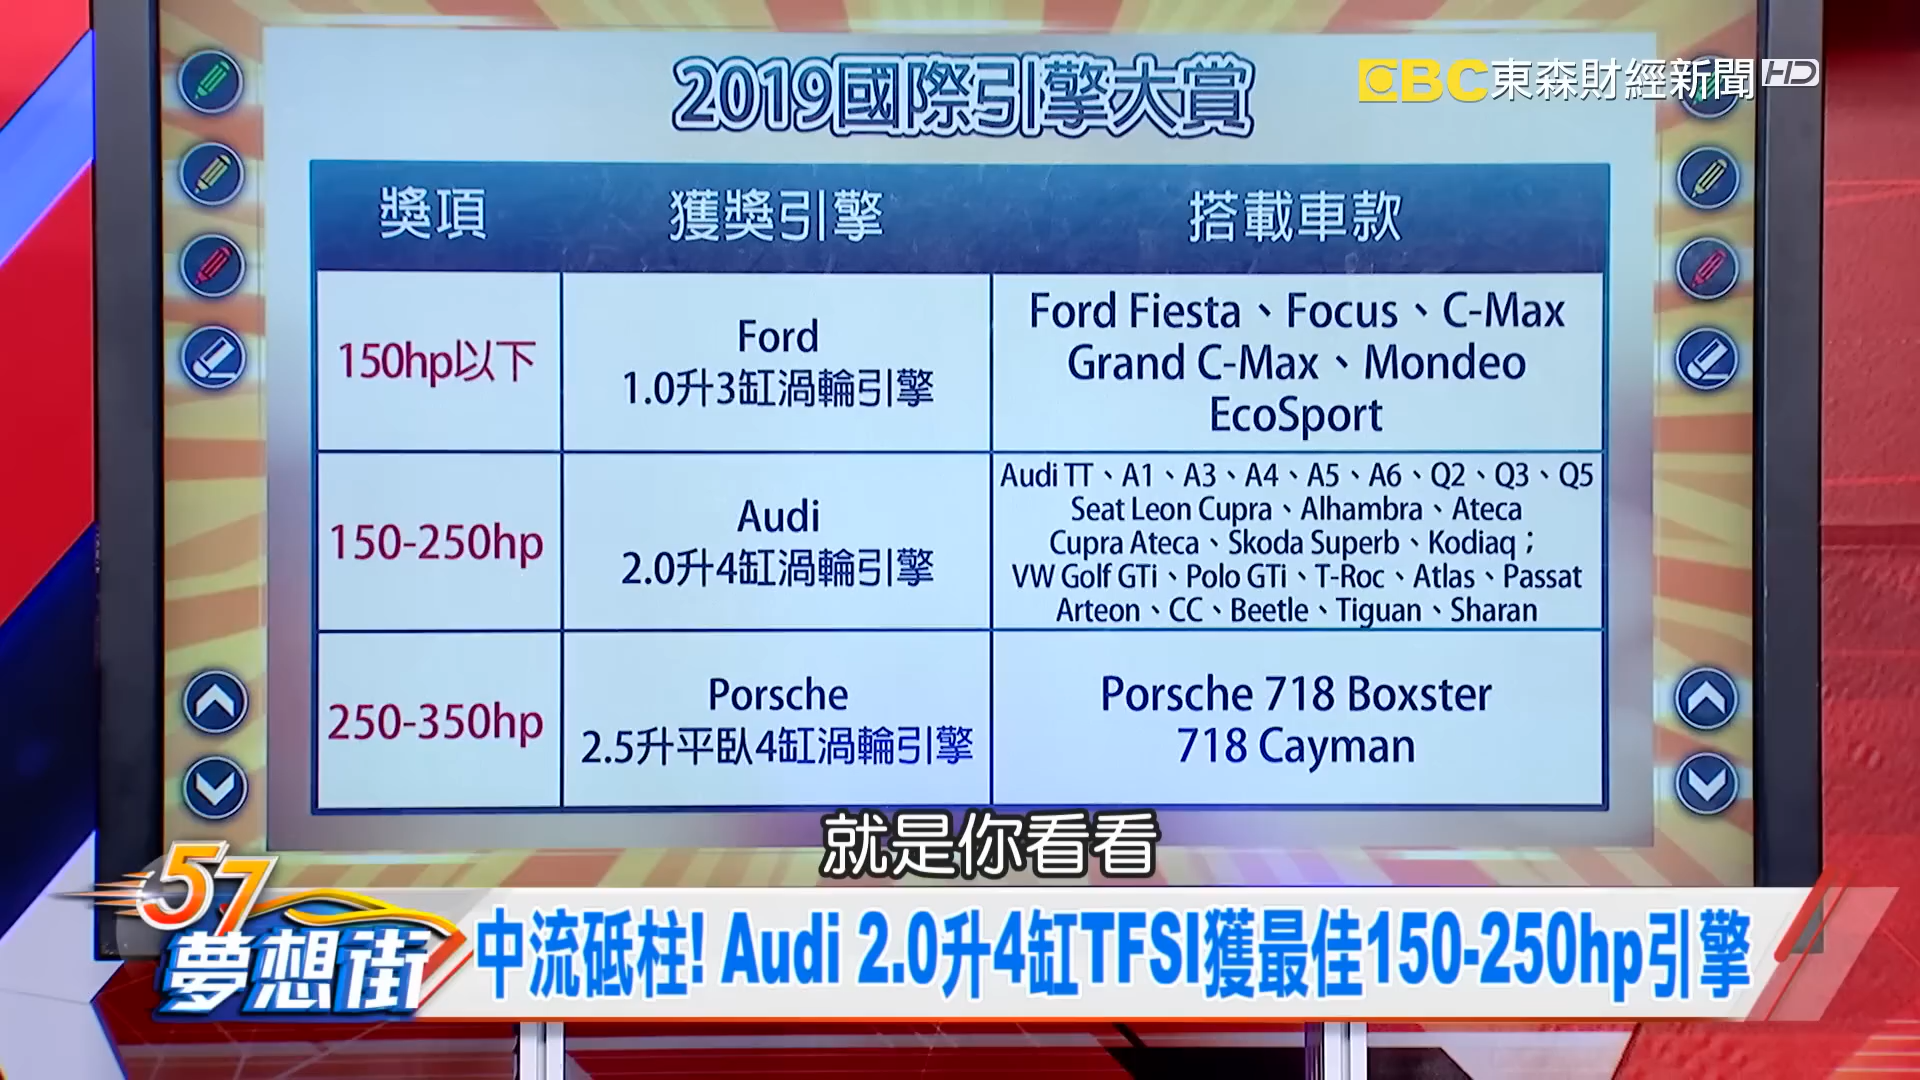 2019國際引擎大賞
EBC東森財經新聞HD
獎項
獲獎引擎
搭載車款
150hp以下
Ford
1.0升3缸渦輪引擎
Ford Fiesta、Focus、C-Max
Grand C-Max、Mondeo
EcoSport
150-250hp
Audi
2.0升4缸渦輪引擎
Audi TT、A1、A3、A4、A5、A6、Q2、Q3、Q5
Seat Leon Cupra、Alhambra、Ateca
Cupra Ateca、Skoda Superb、Kodiaq；
VW Golf GTi、Polo GTi、T-Roc、Atlas、Passat
Arteon、CC、Beetle、Tiguan、Sharan
250-350hp
Porsche
2.5升平臥4缸渦輪引擎
Porsche 718 Boxster
718 Cayman
就是你看看
57
夢想街
中流砥柱! Audi 2.0升4缸TFSI獲最佳150-250hp引擎